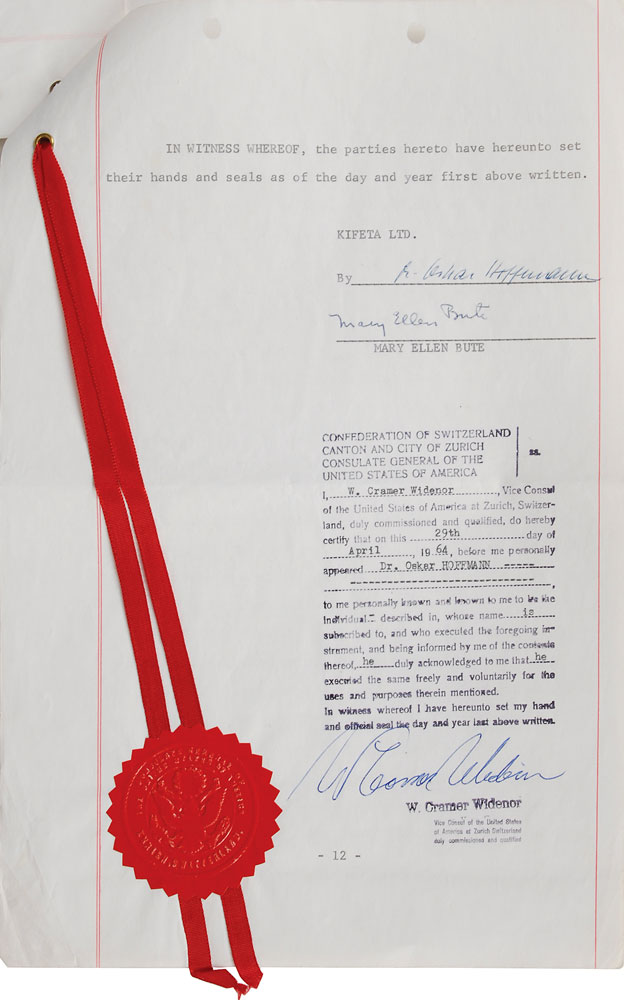 IN WITNESS WHEREOF, the parties hereto have hereunto set
their hands and seals as of the day and year first above written.
KIFETA LTD.
By Dr. Oskar Hoffmann
Mary Ellen Bute
MARY ELLEN BUTE
CONFEDERATION OF SWITZERLAND
CANTON AND CITY OF ZURICH
CONSULATE GENERAL OF THE
UNITED STATES OF AMERICA
ss.
I, W. Cramer Widenor, Vice Consul
of the United States of America at Zurich, Switzer-
land, duly commissioned and qualified, do hereby
certify that on this 29th day of
April, 1964, before me personally
appeared Dr. Oskar HOFFMANN -----
------------------------------,
to me personally known and known to me to be the
individual - described in, whose name is
subscribed to, and who executed the foregoing in-
strument, and being informed by me of the contents
thereof, he duly acknowledged to me that he
executed the same freely and voluntarily for the
uses and purposes therein mentioned.
In witness whereof I have hereunto set my hand
and official seal the day and year last above written.
W Cramer Widenor
W. Cramer Widenor
Vice Consul of the United States
of America at Zurich Switzerland
duly commissioned and qualified
- 12 -